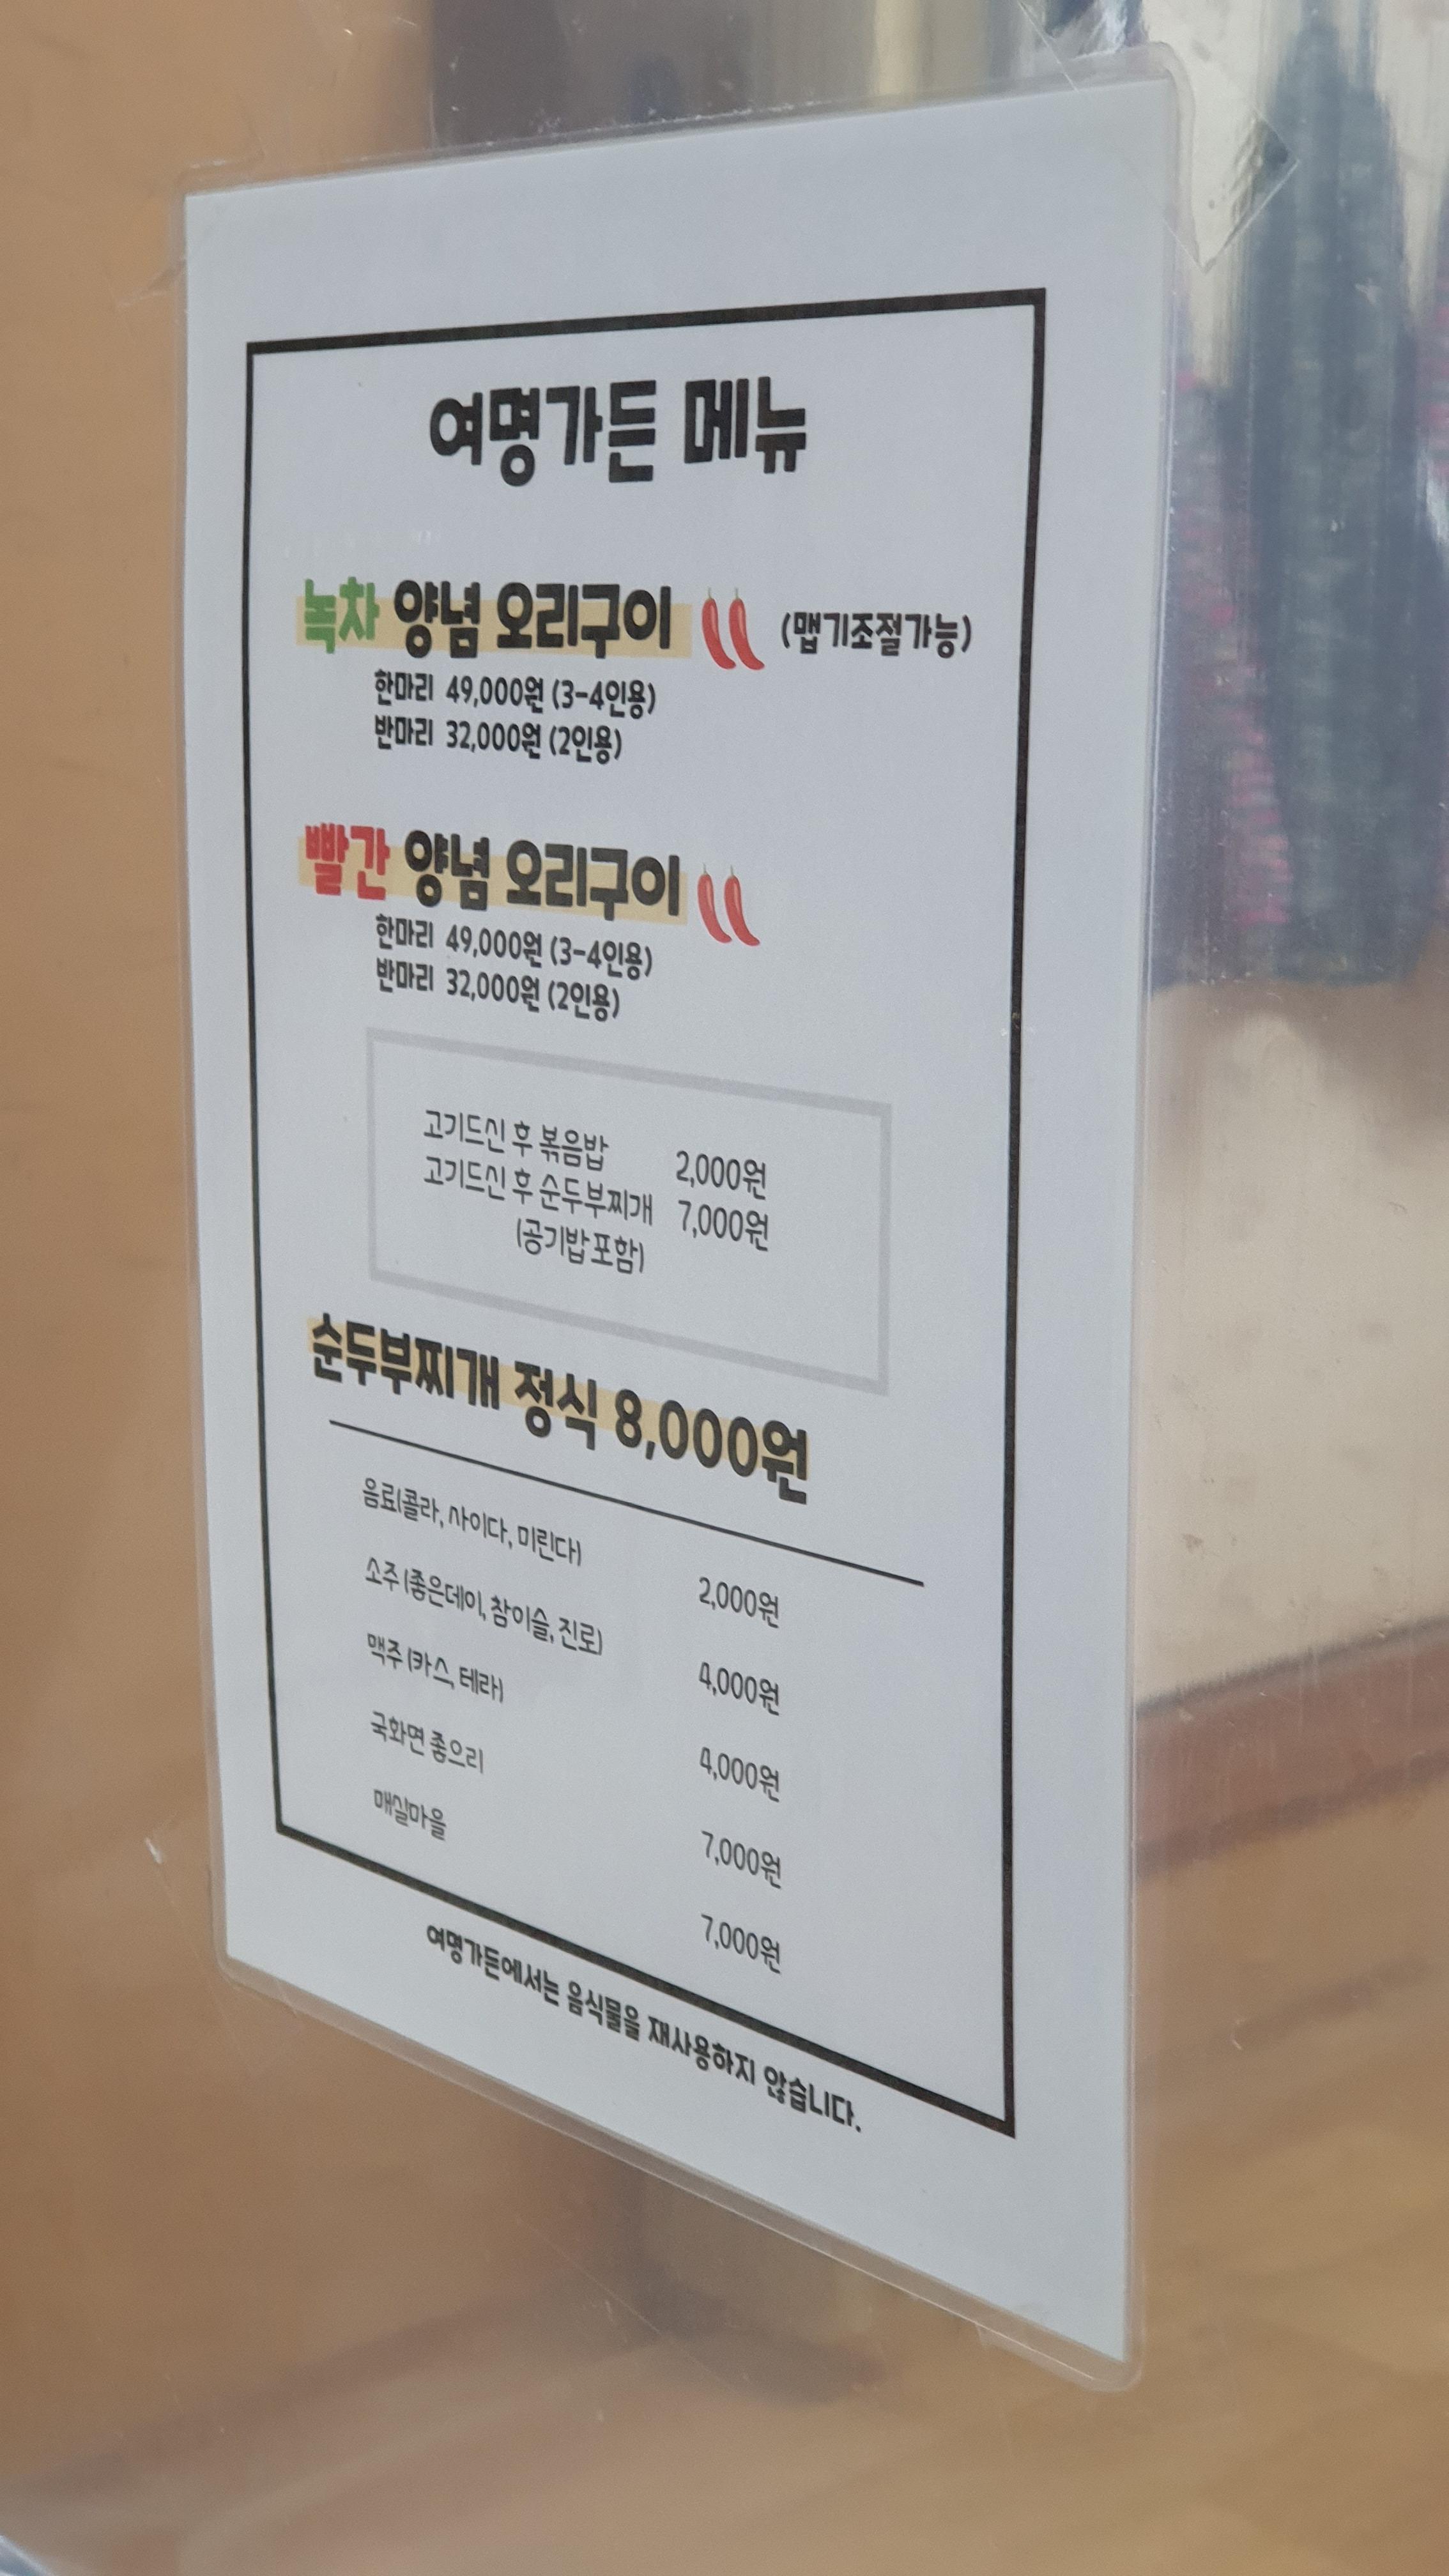 여명가든 메뉴
녹차 양념 오리구이 (맵기조절가능)
한마리 49,000원 (3-4인용)
반마리 32,000원 (2인용)
빨간 양념 오리구이
한마리 49,000원 (3-4인용)
반마리 32,000원 (2인용)
고기드신 후 볶음밥 2,000원
고기드신 후 순두부찌개 7,000원
(공기밥포함)
순두부찌개 정식 8,000원
음료(콜라, 사이다, 미린다) 2,000원
소주 (좋은데이, 참이슬, 진로) 4,000원
맥주 (카스, 테라) 4,000원
국화면 좋으리 7,000원
매실마을 7,000원
여명가든에서는 음식물을 재사용하지 않습니다.